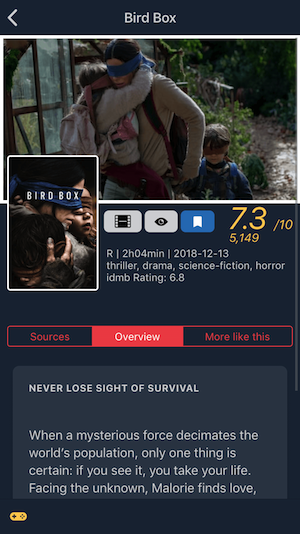 Bird Box
BIRD BOX
7.3 /10
5,149
R | 2h04min | 2018-12-13
thriller, drama, science-fiction, horror
idmb Rating: 6.8
Sources
Overview
More like this
NEVER LOSE SIGHT OF SURVIVAL
When a mysterious force decimates the
world's population, only one thing is
certain: if you see it, you take your life.
Facing the unknown, Malorie finds love,